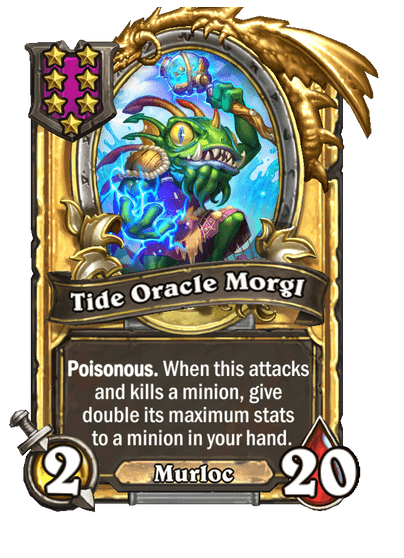 Tide Oracle Morgl
Poisonous. When this attacks
and kills a minion, give
double its maximum stats
to a minion in your hand.
2
Murloc
20